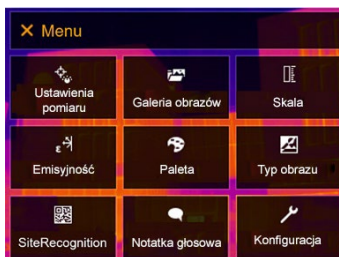 × Menu
Ustawienia
pomiaru
Galeria obrazów
Skala
ε
Emisyjność
Paleta
Typ obrazu
SiteRecognition
Notatka głosowa
Konfiguracja